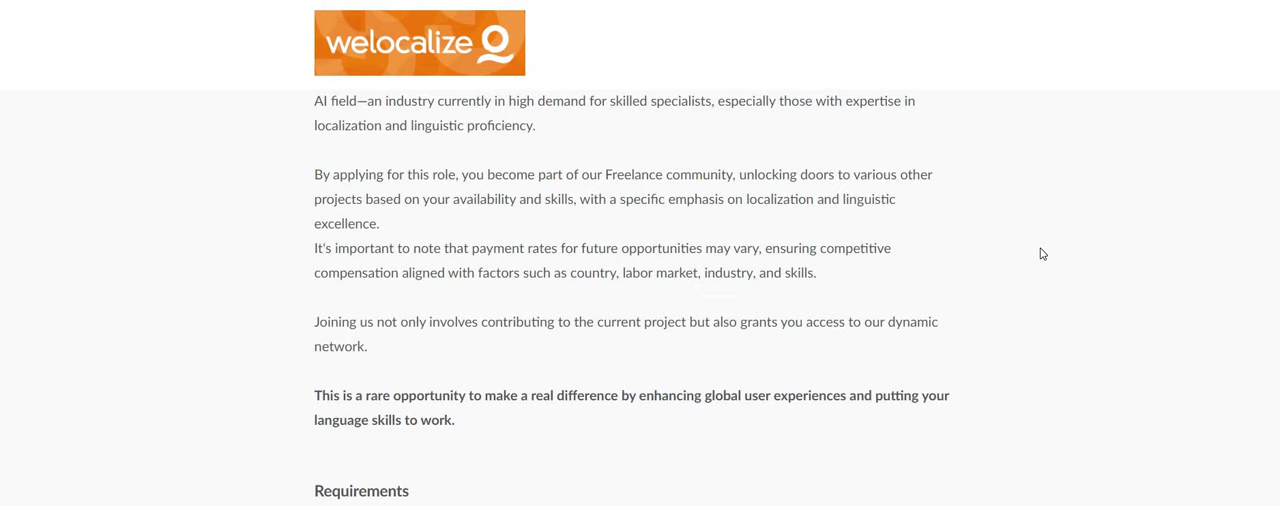 welocalize
AI field—an industry currently in high demand for skilled specialists, especially those with expertise in
localization and linguistic proficiency.
By applying for this role, you become part of our Freelance community, unlocking doors to various other
projects based on your availability and skills, with a specific emphasis on localization and linguistic
excellence.
It's important to note that payment rates for future opportunities may vary, ensuring competitive
compensation aligned with factors such as country, labor market, industry, and skills.
Joining us not only involves contributing to the current project but also grants you access to our dynamic
network.
This is a rare opportunity to make a real difference by enhancing global user experiences and putting your
language skills to work.
Requirements